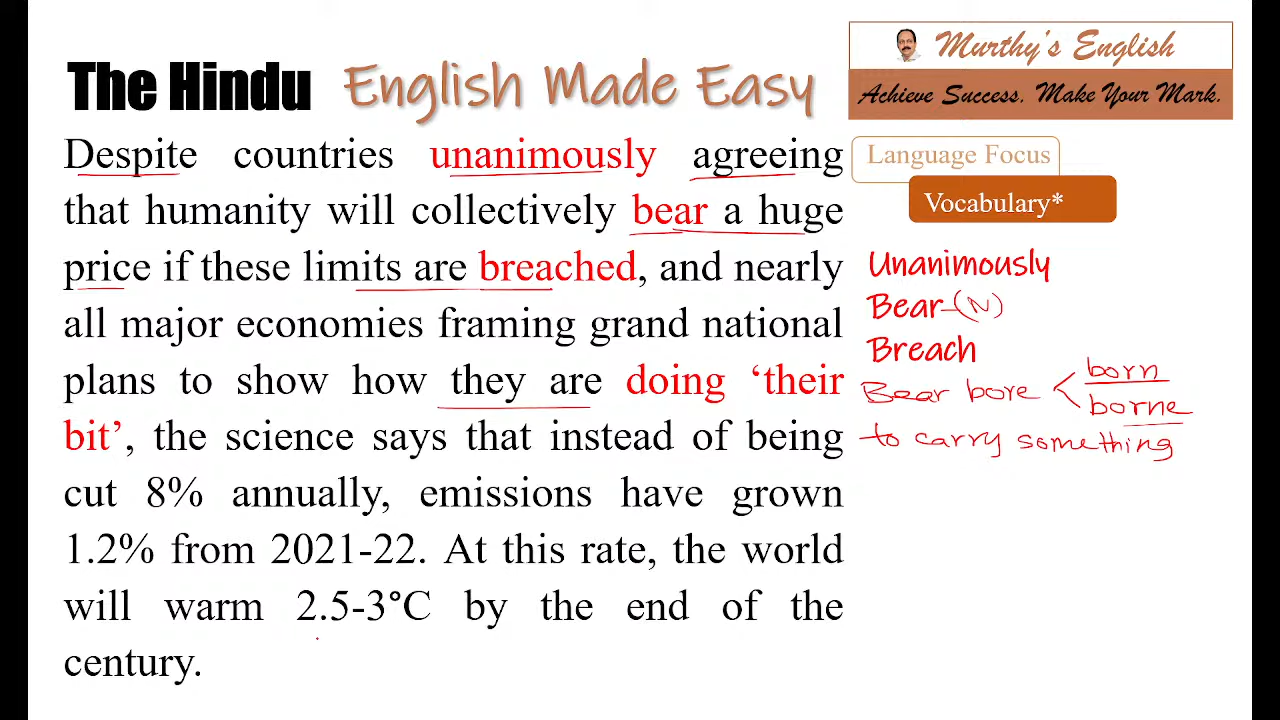 The Hindu English Made Easy
Murthy's English
Achieve Success. Make Your Mark.
Despite countries unanimously agreeing
that humanity will collectively bear a huge
price if these limits are breached, and nearly
all major economies framing grand national
plans to show how they are doing ‘their
bit’, the science says that instead of being
cut 8% annually, emissions have grown
1.2% from 2021-22. At this rate, the world
will warm 2.5-3°C by the end of the
century.
Language Focus
Vocabulary*
Unanimously
Bear-(N)
Breach
Bear bore < born
borne
to carry something